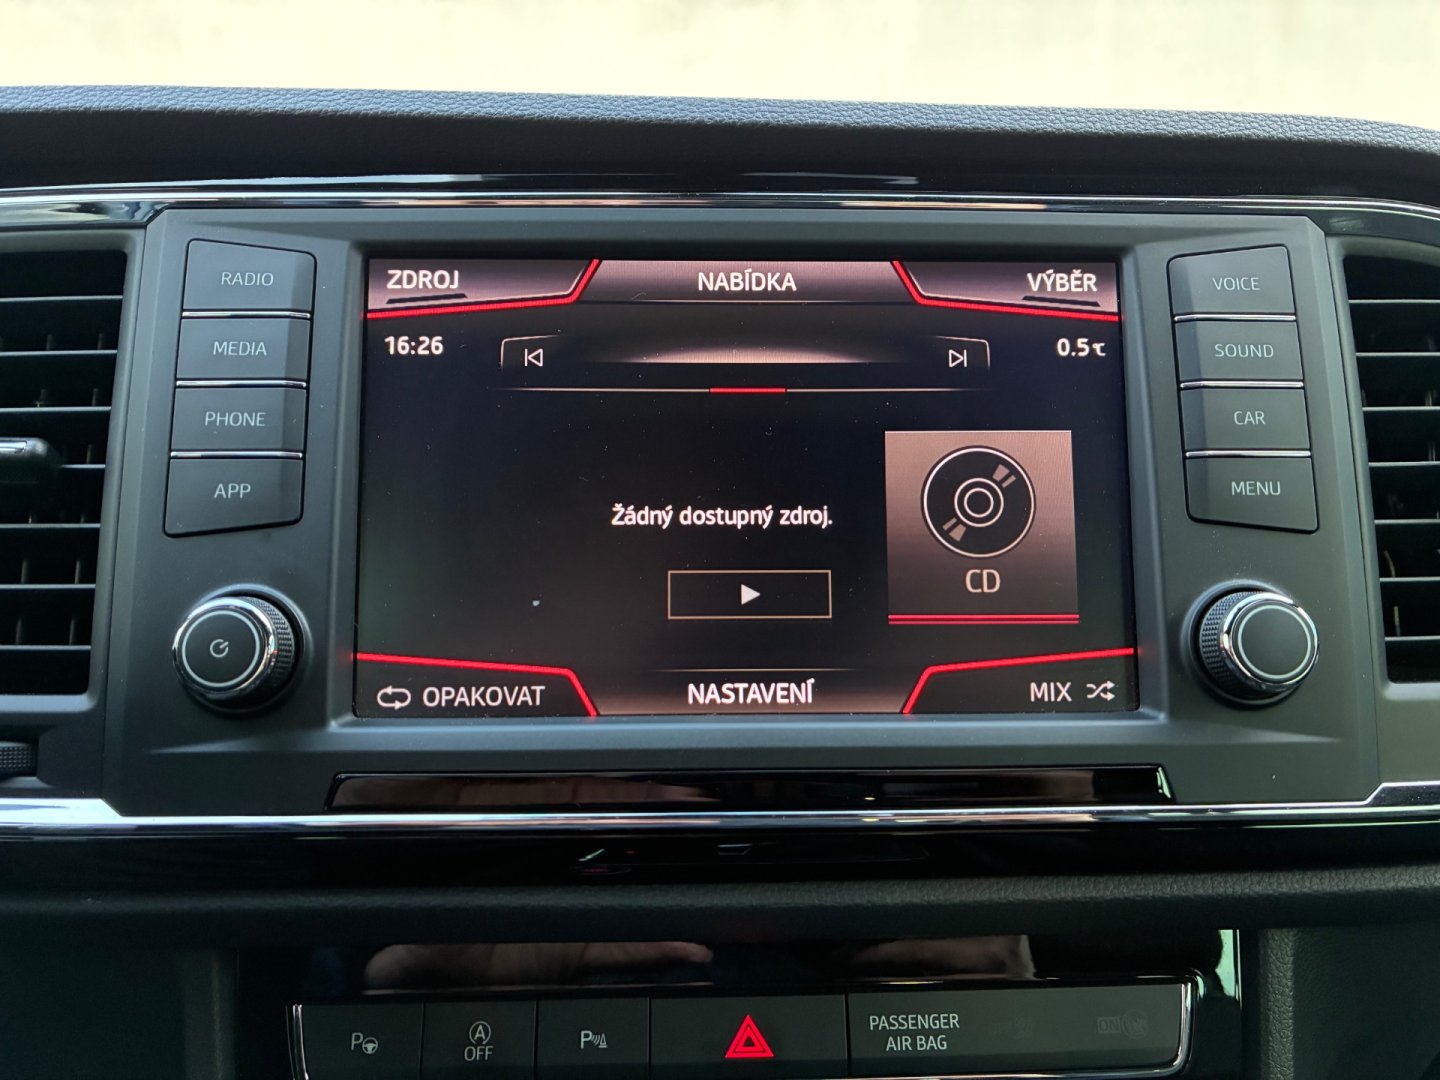 RADIO
MEDIA
PHONE
APP
ZDROJ
NABÍDKA
VÝBĚR
16:26
0.5℃
Žádný dostupný zdroj.
CD
OPAKOVAT
NASTAVENÍ
MIX
VOICE
SOUND
CAR
MENU
P
A
OFF
P
PASSENGER
AIR BAG
ON